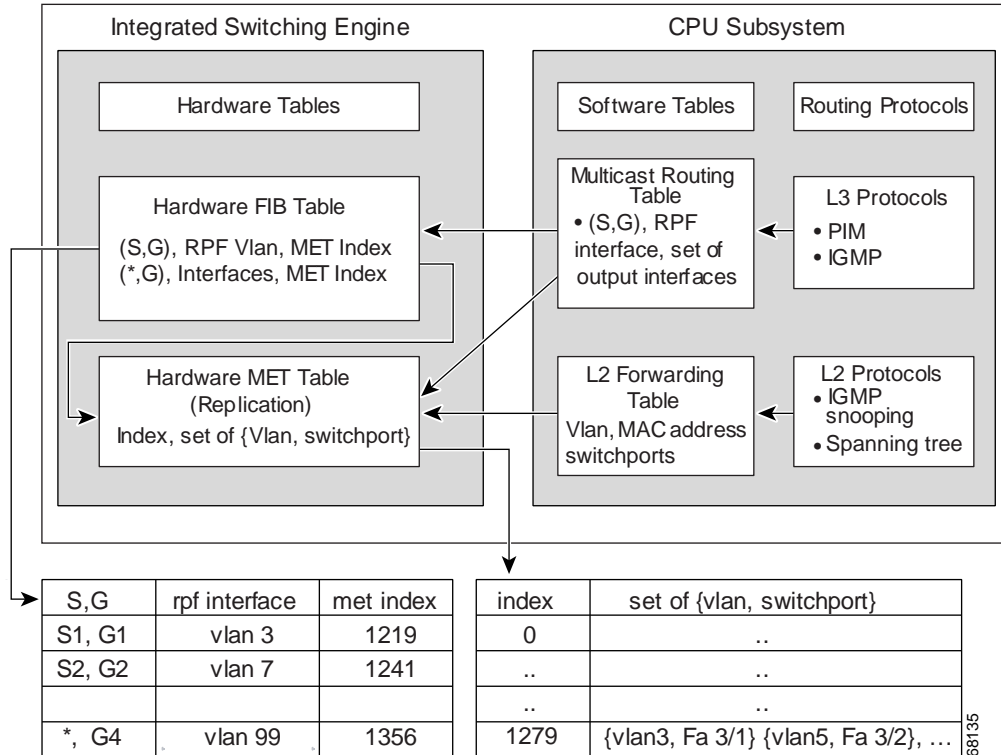 Integrated Switching Engine
CPU Subsystem
Hardware Tables
Software Tables
Routing Protocols
Hardware FIB Table
(S,G), RPF Vlan, MET Index
(*,G), Interfaces, MET Index
Multicast Routing
Table
• (S,G), RPF
interface, set of
output interfaces
L3 Protocols
• PIM
• IGMP
Hardware MET Table
(Replication)
Index, set of {Vlan, switchport}
L2 Forwarding
Table
Vlan, MAC address
switchports
L2 Protocols
• IGMP
snooping
• Spanning tree
S,G rpf interface met index
S1, G1 vlan 3 1219
S2, G2 vlan 7 1241
*, G4 vlan 99 1356
index set of {vlan, switchport}
0 ..
.. ..
.. ..
1279 {vlan3, Fa 3/1} {vlan5, Fa 3/2}, ...
68135